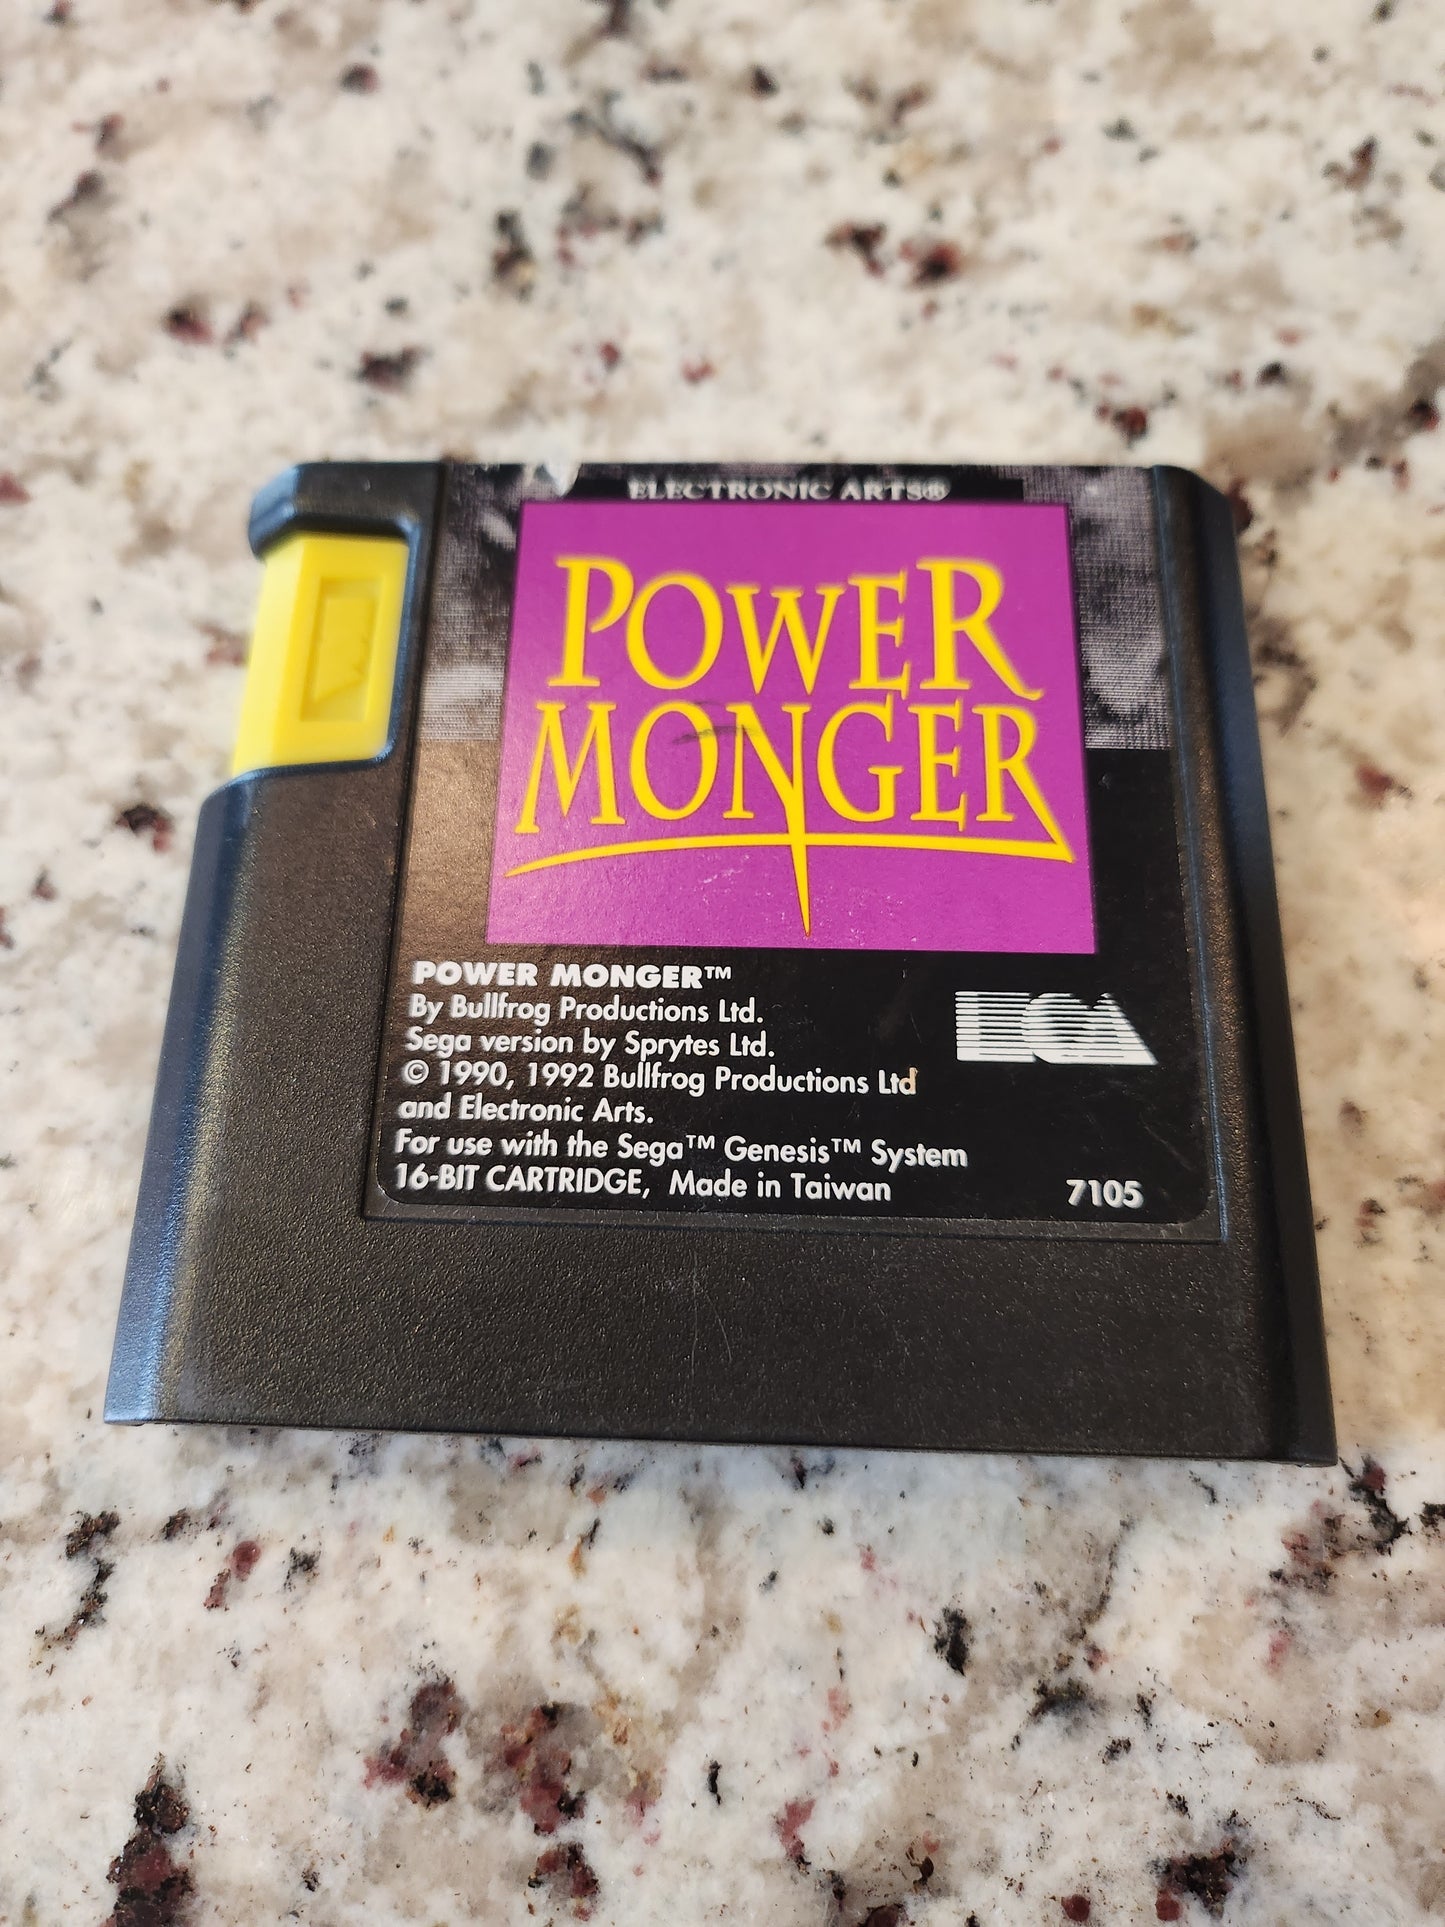 ELECTRONIC ARTS®
POWER
MONGER
POWER MONGER™
By Bullfrog Productions Ltd.
Sega version by Sprytes Ltd.
© 1990, 1992 Bullfrog Productions Ltd
and Electronic Arts.
For use with the Sega™ Genesis™ System
16-BIT CARTRIDGE, Made in Taiwan
EOA
7105